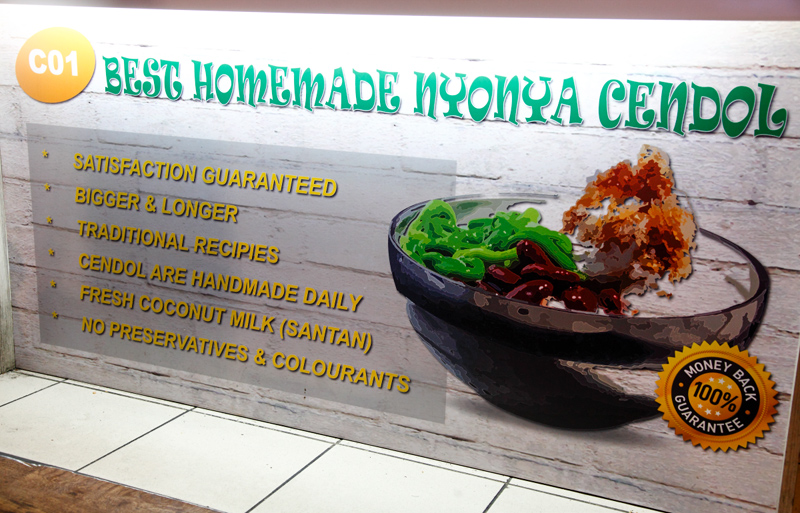 C01
BEST HOMEMADE NYONYA CENDOL
* SATISFACTION GUARANTEED
* BIGGER & LONGER
* TRADITIONAL RECIPIES
* CENDOL ARE HANDMADE DAILY
* FRESH COCONUT MILK (SANTAN)
* NO PRESERVATIVES & COLOURANTS
MONEY BACK
100%
GUARANTEE